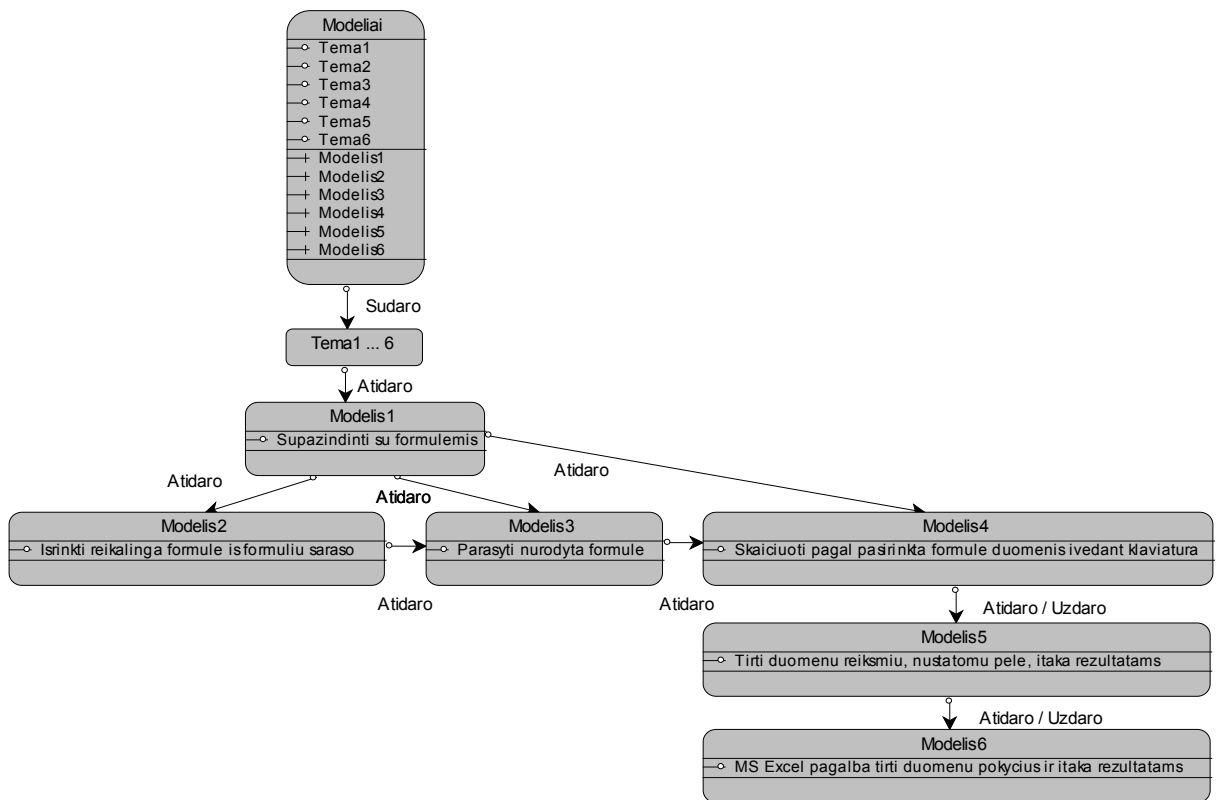 Modeliai
Tema1
Tema2
Tema3
Tema4
Tema5
Tema6
Modelis1
Modelis2
Modelis3
Modelis4
Modelis5
Modelis6
Sudaro
Tema1 ... 6
Atidaro
Modelis1
Supazindinti su formulemis
Atidaro
Atidaro
Atidaro
Modelis2
Isrinkti reikalinga formule is formuliu saraso
Modelis3
Parasyti nurodyta formule
Modelis4
Skaiciuoti pagal pasirinkta formule duomenis ivedant klaviatura
Atidaro
Atidaro
Atidaro / Uzdaro
Modelis5
Tirti duomenu reiksmiu, nustatomu pele, itaka rezultatams
Atidaro / Uzdaro
Modelis6
MS Excel pagalba tirti duomenu pokycius ir itaka rezultatams